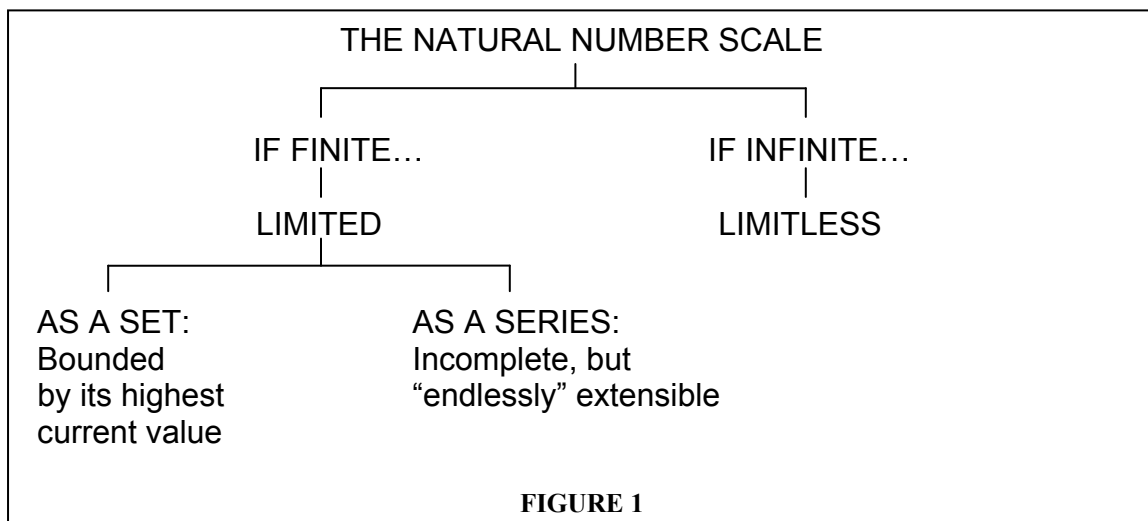 THE NATURAL NUMBER SCALE
IF FINITE…
IF INFINITE…
LIMITED
LIMITLESS
AS A SET:
Bounded
by its highest
current value
AS A SERIES:
Incomplete, but
“endlessly” extensible
FIGURE 1